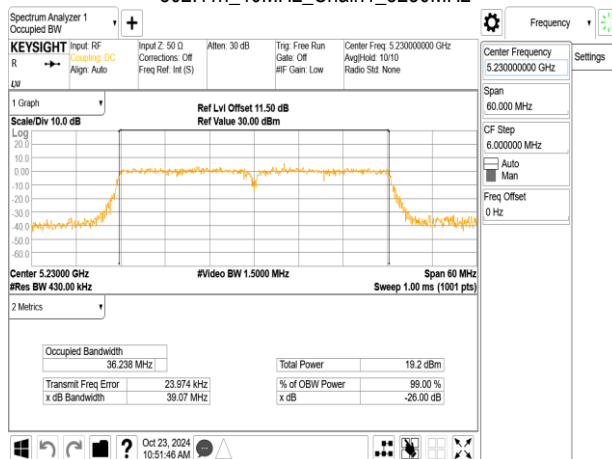 Spectrum Analyzer 1
Occupied BW
+
Frequency
KEYSIGHT
R
LXI
Input: RF
Coupling: DC
Align: Auto
Input Z: 50 Ω
Corrections: Off
Freq Ref: Int (S)
Atten: 30 dB
Trig: Free Run
Gate: Off
#IF Gain: Low
Center Freq: 5.230000000 GHz
Avg|Hold: 10/10
Radio Std: None
Center Frequency
5.230000000 GHz
Settings
Span
60.000 MHz
CF Step
6.000000 MHz
Auto
Man
Freq Offset
0 Hz
1 Graph
Scale/Div 10.0 dB
Ref Lvl Offset 11.50 dB
Ref Value 30.00 dBm
Log
20.0
10.0
0.00
-10.0
-20.0
-30.0
-40.0
-50.0
-60.0
Center 5.23000 GHz
#Video BW 1.5000 MHz
Span 60 MHz
#Res BW 430.00 kHz
Sweep 1.00 ms (1001 pts)
2 Metrics
Occupied Bandwidth
36.238 MHz
Total Power 19.2 dBm
Transmit Freq Error 23.974 kHz
% of OBW Power 99.00 %
x dB Bandwidth 39.07 MHz
x dB -26.00 dB
?
Oct 23, 2024
10:51:46 AM